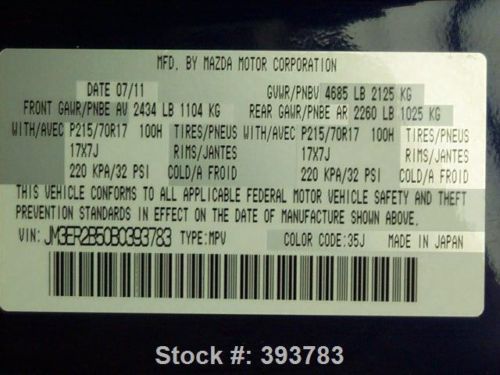 MFD. BY MAZDA MOTOR CORPORATION
DATE 07/11 GVWR/PNBV 4685 LB 2125 KG
FRONT GAWR/PNBE AV 2434 LB 1104 KG REAR GAWR/PNBE AR 2260 LB 1025 KG
WITH/AVEC P215/70R17 100H TIRES/PNEUS WITH/AVEC P215/70R17 100H TIRES/PNEUS
17X7J RIMS/JANTES 17X7J RIMS/JANTES
220 KPA/32 PSI COLD/A FROID 220 KPA/32 PSI COLD/A FROID
THIS VEHICLE CONFORMS TO ALL APPLICABLE FEDERAL MOTOR VEHICLE SAFETY AND THEFT
PREVENTION STANDARDS IN EFFECT ON THE DATE OF MANUFACTURE SHOWN ABOVE.
VIN: JM3ER2B50B0393783 TYPE:MPV COLOR CODE:35J MADE IN JAPAN
Stock #: 393783